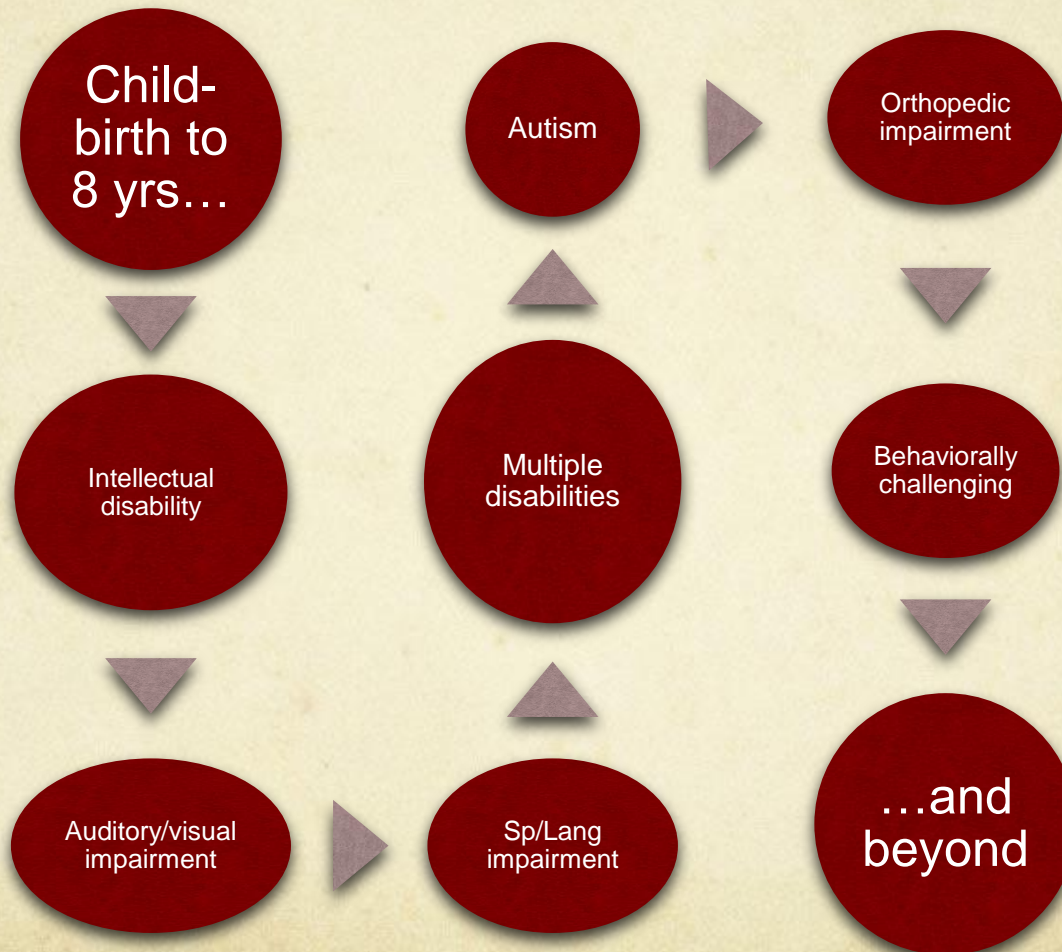 Child-
birth to
8 yrs…
Intellectual
disability
Auditory/visual
impairment
Sp/Lang
impairment
Multiple
disabilities
Autism
Orthopedic
impairment
Behaviorally
challenging
…and
beyond